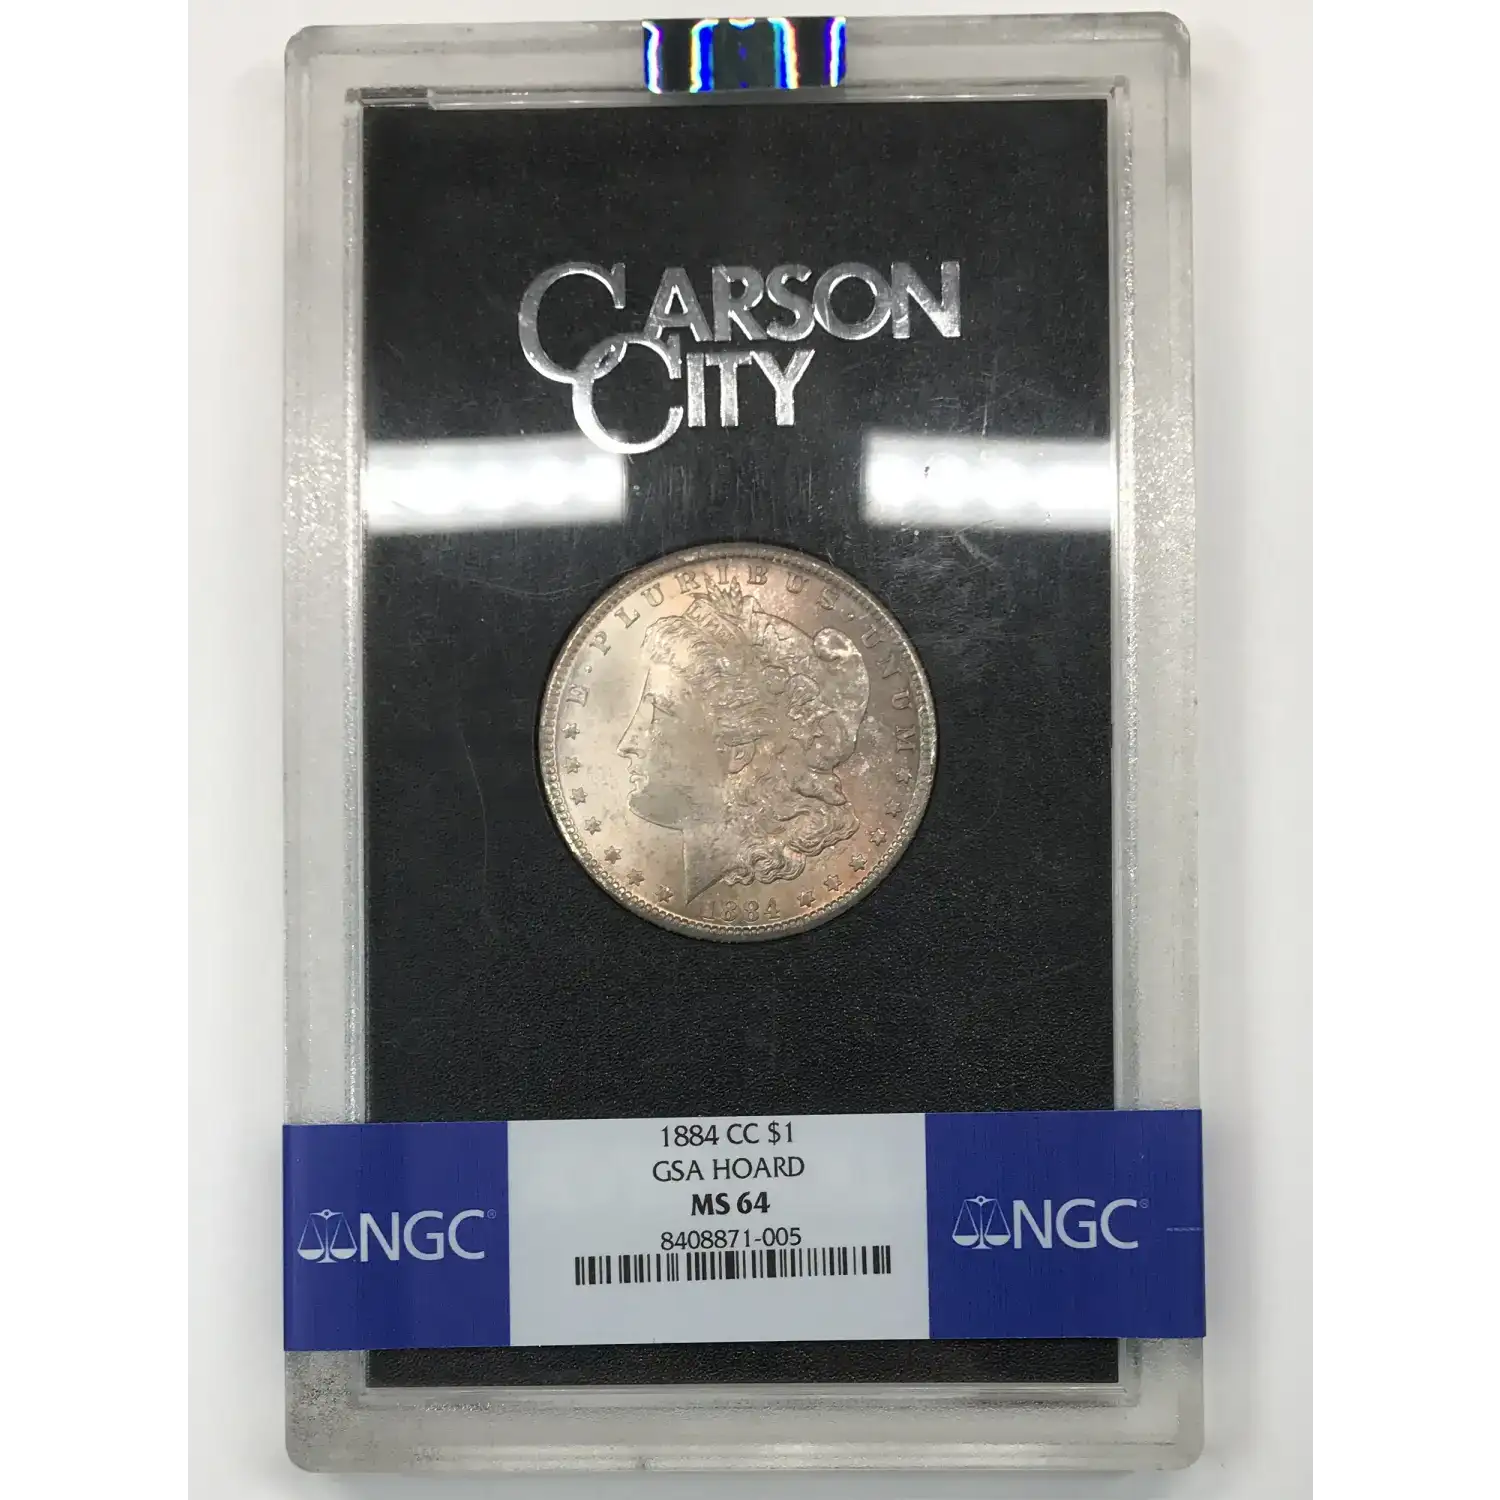 CARSON
CITY
E · PLURIBUS · UNUM
1884
1884 CC $1
GSA HOARD
MS 64
8408871-005
NGC®
NGC®